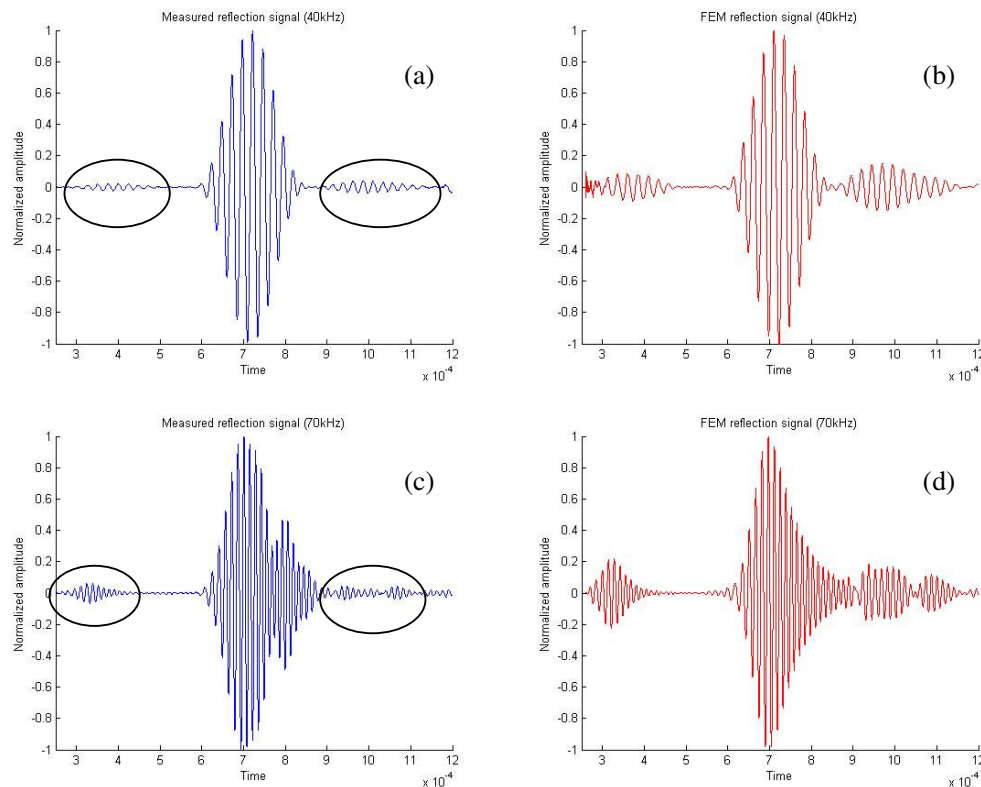 Measured reflection signal (40kHz)
(a)
Normalized amplitude
1
0.8
0.6
0.4
0.2
0
-0.2
-0.4
-0.6
-0.8
-1
3 4 5 6 7 8 9 10 11 12
Time
x 10^-4
FEM reflection signal (40kHz)
(b)
Normalized amplitude
1
0.8
0.6
0.4
0.2
0
-0.2
-0.4
-0.6
-0.8
-1
3 4 5 6 7 8 9 10 11 12
Time
x 10^-4
Measured reflection signal (70kHz)
(c)
Normalized amplitude
1
0.8
0.6
0.4
0.2
0
-0.2
-0.4
-0.6
-0.8
-1
3 4 5 6 7 8 9 10 11 12
Time
x 10^-4
FEM reflection signal (70kHz)
(d)
Normalized amplitude
1
0.8
0.6
0.4
0.2
0
-0.2
-0.4
-0.6
-0.8
-1
3 4 5 6 7 8 9 10 11 12
Time
x 10^-4